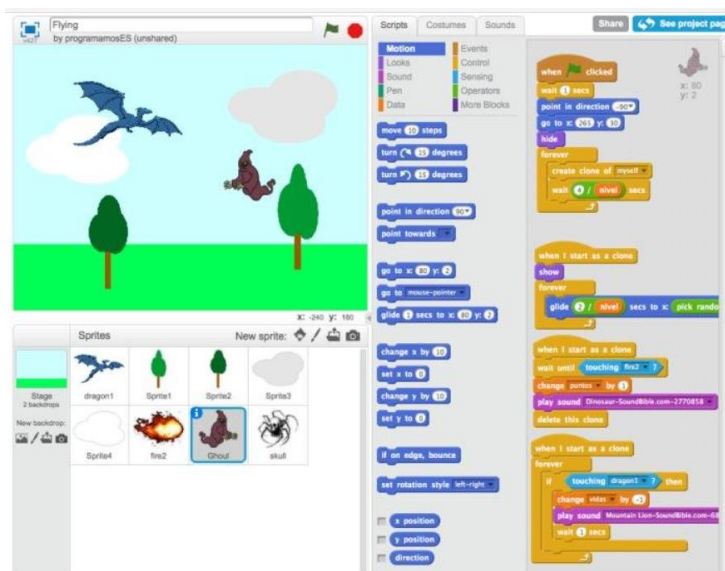 Flying
v427
by programamosES (unshared)
x: -240 y: 180
Sprites
New sprite:
Stage
2 backdrops
New backdrop:
dragon1
Sprite1
Sprite2
Sprite3
Sprite4
fire2
Ghoul
skull
Scripts
Costumes
Sounds
Share
See project pag
Motion
Looks
Sound
Pen
Data
Events
Control
Sensing
Operators
More Blocks
move 10 steps
turn 15 degrees
turn 15 degrees
point in direction 90
point towards
go to x: 80 y: 2
go to mouse-pointer
glide 1 secs to x: 80 y: 2
change x by 10
set x to 0
change y by 10
set y to 0
if on edge, bounce
set rotation style left-right
x position
y position
direction
x: 80
y: 2
when clicked
wait 1 secs
point in direction -90
go to x: 265 y: 30
hide
forever
create clone of myself
wait 4 / nivel secs
when I start as a clone
show
forever
glide 2 / nivel secs to x: pick rando
when I start as a clone
wait until touching fire2 ?
change puntos by 1
play sound Dinosaur-SoundBible.com-2770858
delete this clone
when I start as a clone
forever
if touching dragon1 ? then
change vidas by -1
play sound Mountain Lion-SoundBible.com-68
wait 1 secs